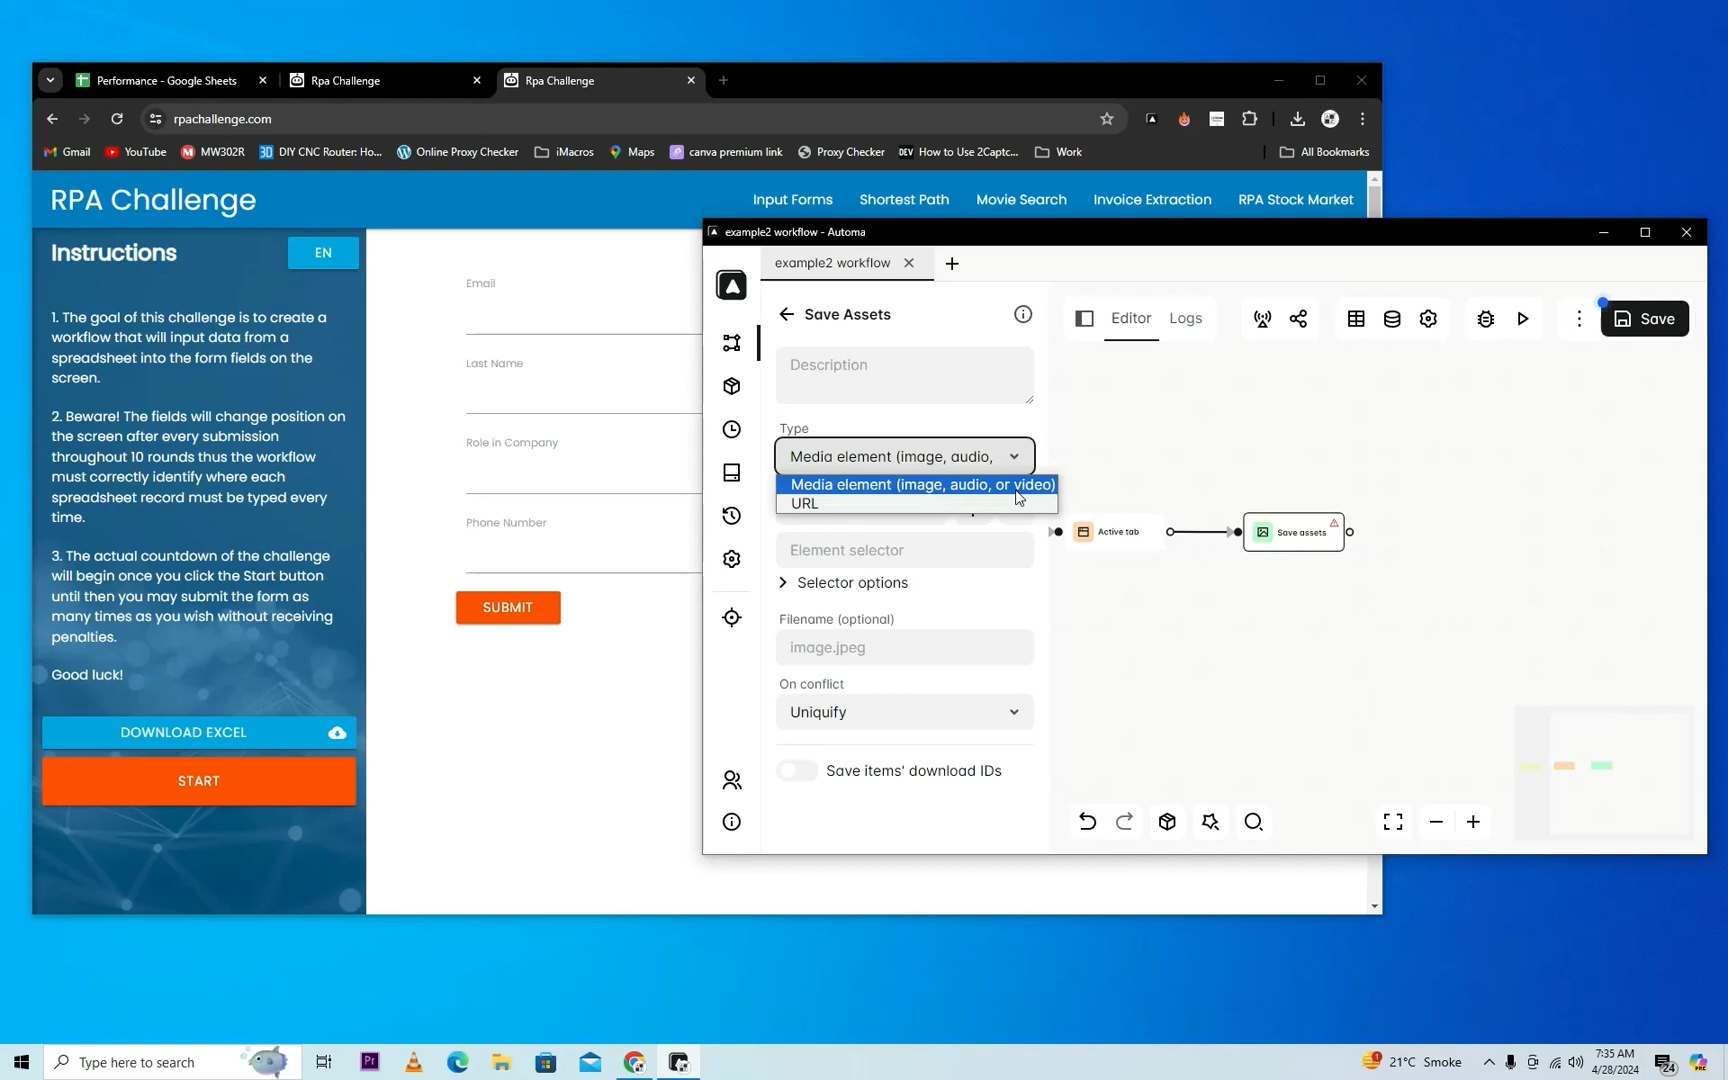 Performance - Google Sheets
Rpa Challenge
Rpa Challenge
rpachallenge.com
Gmail
YouTube
MW302R
DIY CNC Router: Ho...
Online Proxy Checker
iMacros
Maps
canva premium link
Proxy Checker
DEV
How to Use 2Captc...
Work
All Bookmarks
RPA Challenge
Input Forms
Shortest Path
Movie Search
Invoice Extraction
RPA Stock Market
Instructions
EN
1. The goal of this challenge is to create a
workflow that will input data from a
spreadsheet into the form fields on the
screen.
2. Beware! The fields will change position on
the screen after every submission
throughout 10 rounds thus the workflow
must correctly identify where each
spreadsheet record must be typed every
time.
3. The actual countdown of the challenge
will begin once you click the Start button
until then you may submit the form as
many times as you wish without receiving
penalties.
Good luck!
DOWNLOAD EXCEL
START
Email
Last Name
Role in Company
Phone Number
SUBMIT
example2 workflow - Automa
example2 workflow
Save Assets
Description
Type
Media element (image, audio,
Media element (image, audio, or video)
URL
Element selector
Selector options
Filename (optional)
image.jpeg
On conflict
Uniquify
Save items' download IDs
Editor
Logs
Save
Active tab
Save assets
Type here to search
Pr
21°C Smoke
7:35 AM
4/28/2024
24